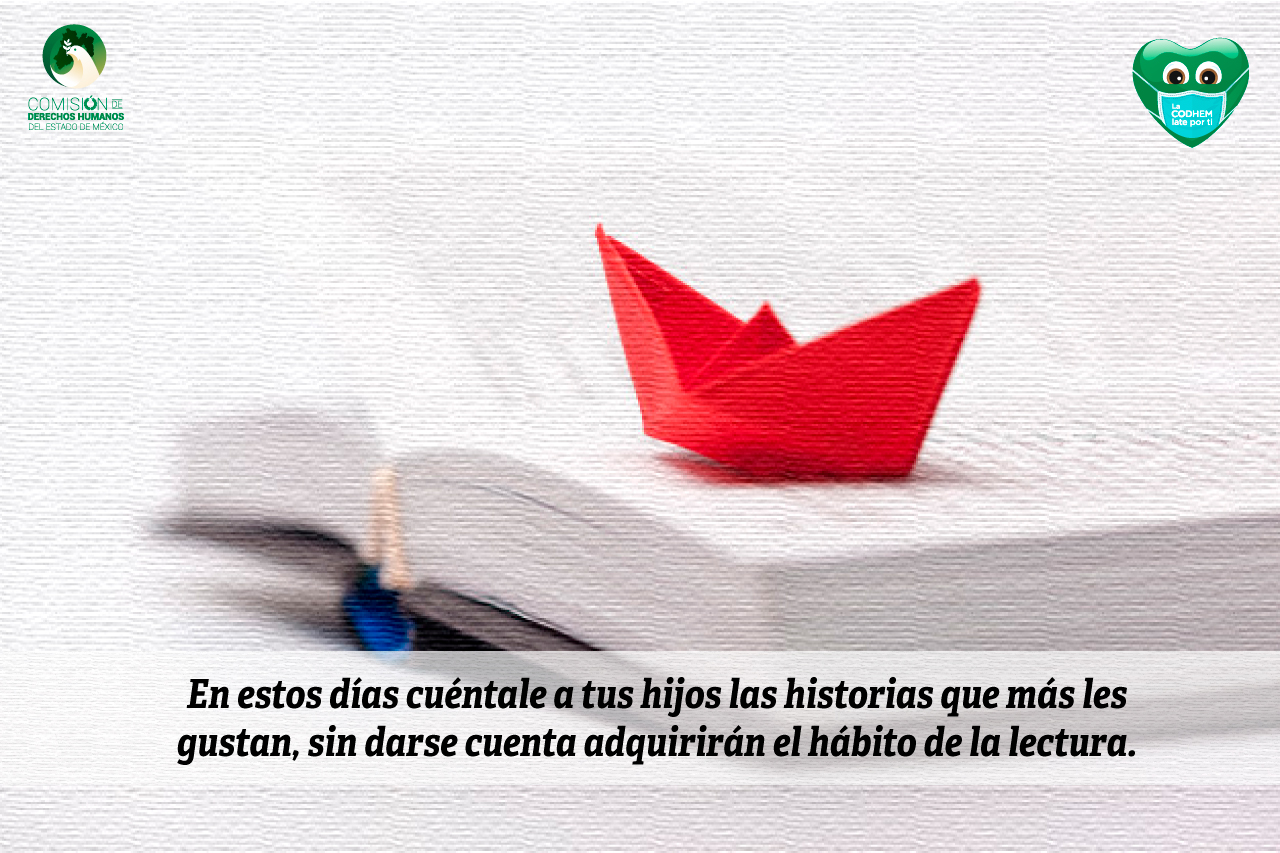 COMISIÓN DE
DERECHOS HUMANOS
DEL ESTADO DE MÉXICO
La
CODHEM
late por ti
En estos días cuéntale a tus hijos las historias que más les
gustan, sin darse cuenta adquirirán el hábito de la lectura.